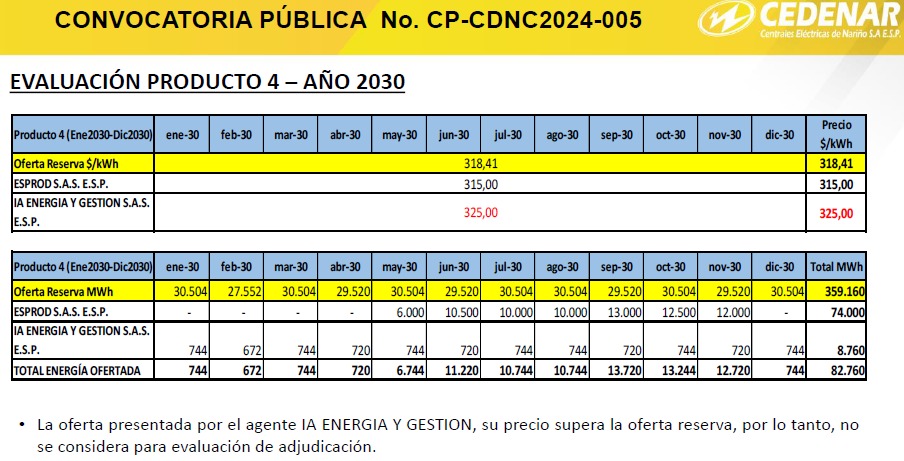 CONVOCATORIA PÚBLICA No. CP-CDNC2024-005
CEDENAR
Centrales Eléctricas de Nariño S.A E.S.P.
EVALUACIÓN PRODUCTO 4 – AÑO 2030
Producto 4 (Ene2030-Dic2030) ene-30 feb-30 mar-30 abr-30 may-30 jun-30 jul-30 ago-30 sep-30 oct-30 nov-30 dic-30 Precio $/kWh
Oferta Reserva $/kWh 318,41 318,41
ESPROD S.A.S. E.S.P. 315,00 315,00
IA ENERGIA Y GESTION S.A.S. E.S.P. 325,00 325,00
Producto 4 (Ene2030-Dic2030) ene-30 feb-30 mar-30 abr-30 may-30 jun-30 jul-30 ago-30 sep-30 oct-30 nov-30 dic-30 Total MWh
Oferta Reserva MWh 30.504 27.552 30.504 29.520 30.504 29.520 30.504 30.504 29.520 30.504 29.520 30.504 359.160
ESPROD S.A.S. E.S.P. - - - - 6.000 10.500 10.000 10.000 13.000 12.500 12.000 - 74.000
IA ENERGIA Y GESTION S.A.S. E.S.P. 744 672 744 720 744 720 744 744 720 744 720 744 8.760
TOTAL ENERGÍA OFERTADA 744 672 744 720 6.744 11.220 10.744 10.744 13.720 13.244 12.720 744 82.760
• La oferta presentada por el agente IA ENERGIA Y GESTION, su precio supera la oferta reserva, por lo tanto, no
se considera para evaluación de adjudicación.